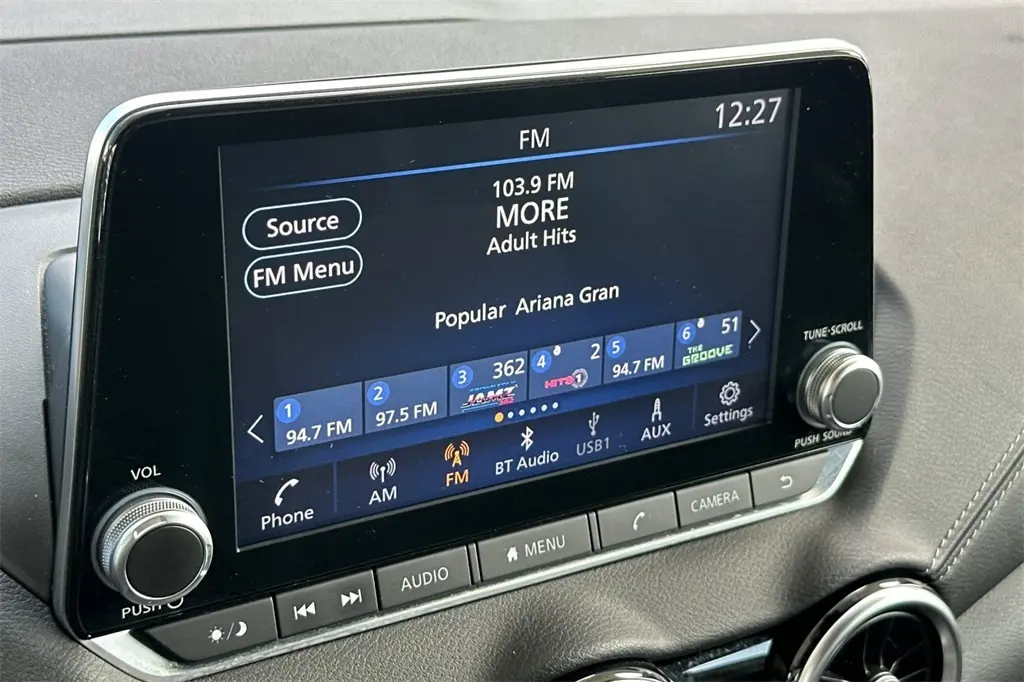 12:27
FM
103.9 FM
MORE
Adult Hits
Source
FM Menu
Popular Ariana Gran
1 94.7 FM
2 97.5 FM
3 362 JAMZ
4 2 HITS 1
5 94.7 FM
6 51 THE GROOVE
Phone
AM
FM
BT Audio
USB1
AUX
Settings
VOL
PUSH
TUNE·SCROLL
PUSH SOUND
AUDIO
MENU
CAMERA